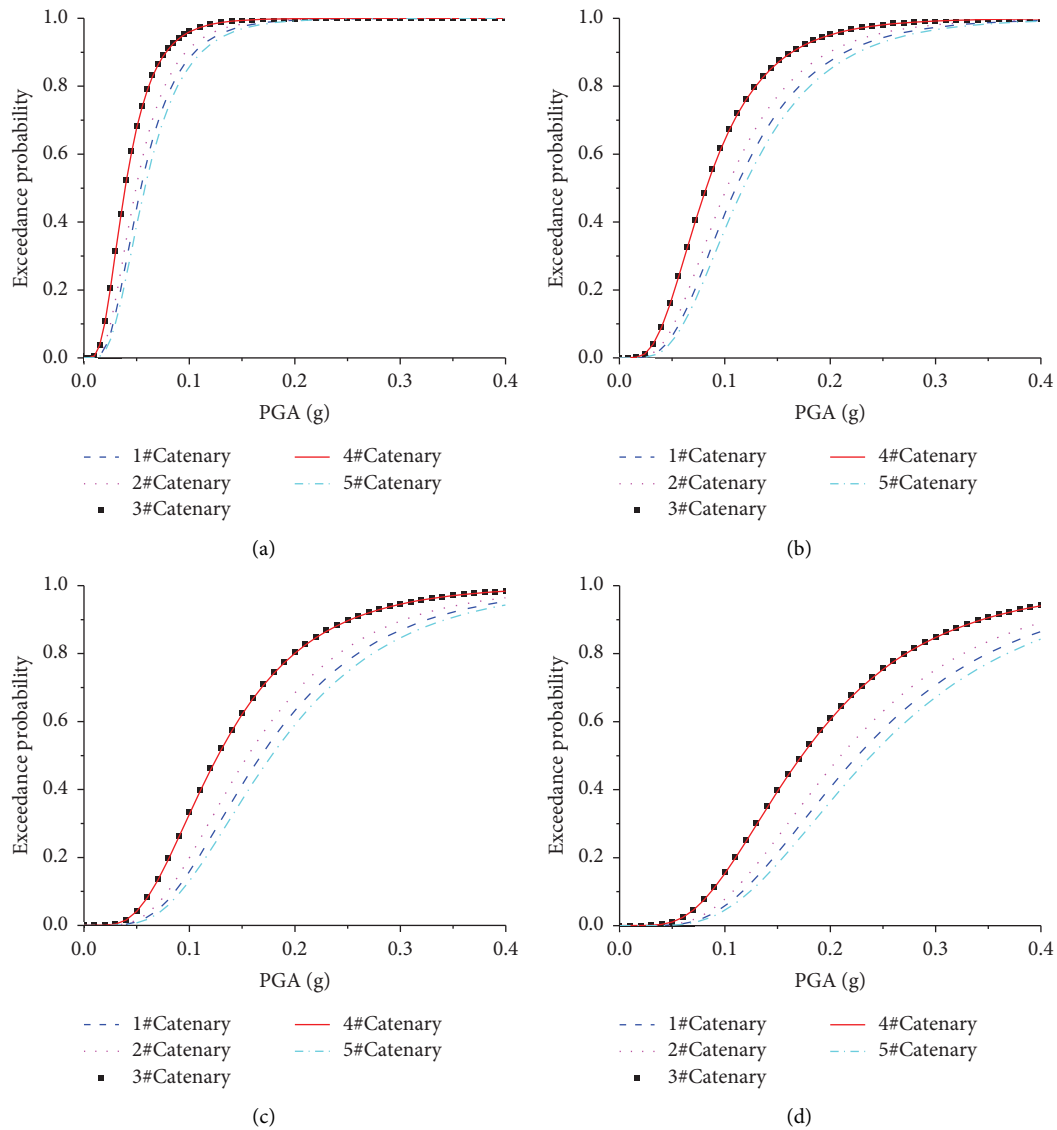 1.0
0.8
0.6
0.4
0.2
0.0
Exceedance probability
0.0 0.1 0.2 0.3 0.4
PGA (g)
1#Catenary 4#Catenary
2#Catenary 5#Catenary
3#Catenary
(a)
1.0
0.8
0.6
0.4
0.2
0.0
Exceedance probability
0.0 0.1 0.2 0.3 0.4
PGA (g)
1#Catenary 4#Catenary
2#Catenary 5#Catenary
3#Catenary
(b)
1.0
0.8
0.6
0.4
0.2
0.0
Exceedance probability
0.0 0.1 0.2 0.3 0.4
PGA (g)
1#Catenary 4#Catenary
2#Catenary 5#Catenary
3#Catenary
(c)
1.0
0.8
0.6
0.4
0.2
0.0
Exceedance probability
0.0 0.1 0.2 0.3 0.4
PGA (g)
1#Catenary 4#Catenary
2#Catenary 5#Catenary
3#Catenary
(d)